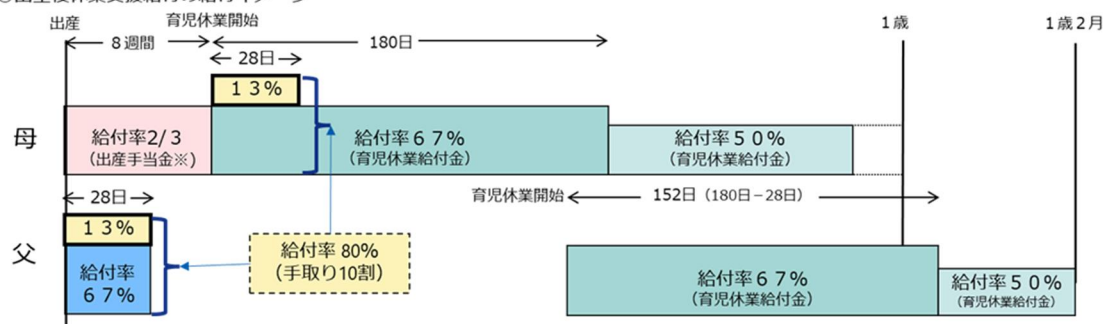 出産
育児休業開始
1歳
1歳2月
8週間
180日
28日
13%
母
給付率2/3
(出産手当金※)
給付率67%
(育児休業給付金)
給付率50%
(育児休業給付金)
28日
育児休業開始
152日(180日-28日)
13%
父
給付率
67%
給付率80%
(手取り10割)
給付率67%
(育児休業給付金)
給付率50%
(育児休業給付金)